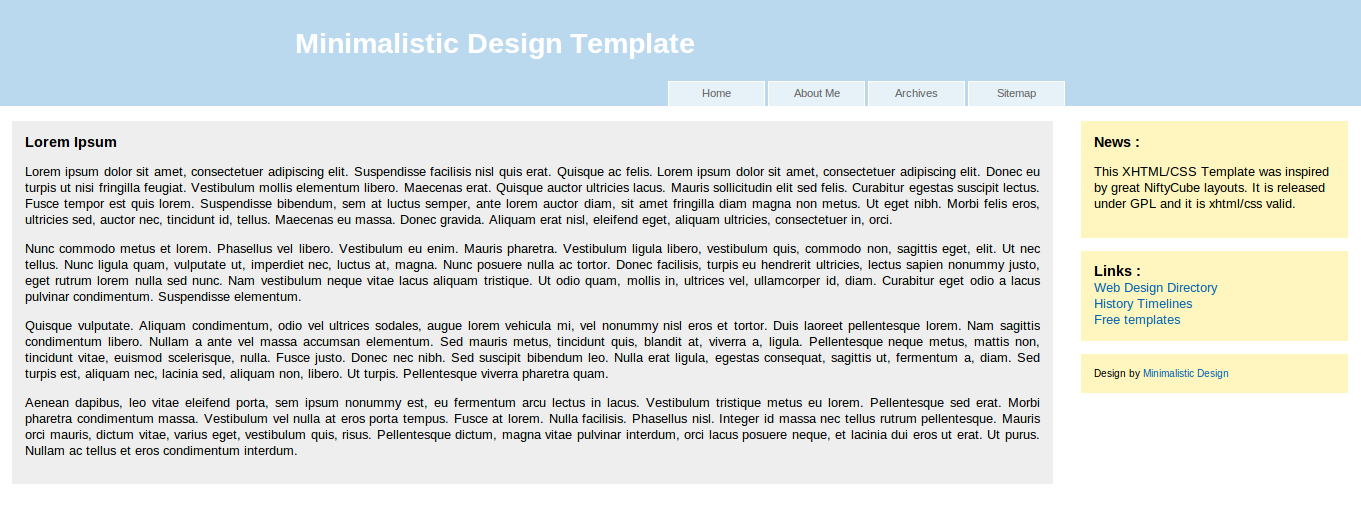 Minimalistic Design Template
Home About Me Archives Sitemap
Lorem Ipsum
Lorem ipsum dolor sit amet, consectetuer adipiscing elit. Suspendisse facilisis nisl quis erat. Quisque ac felis. Lorem ipsum dolor sit amet, consectetuer adipiscing elit. Donec eu
turpis ut nisi fringilla feugiat. Vestibulum mollis elementum libero. Maecenas erat. Quisque auctor ultricies lacus. Mauris sollicitudin elit sed felis. Curabitur egestas suscipit lectus.
Fusce tempor est quis lorem. Suspendisse bibendum, sem at luctus semper, ante lorem auctor diam, sit amet fringilla diam magna non metus. Ut eget nibh. Morbi felis eros,
ultricies sed, auctor nec, tincidunt id, tellus. Maecenas eu massa. Donec gravida. Aliquam erat nisl, eleifend eget, aliquam ultricies, consectetuer in, orci.
Nunc commodo metus et lorem. Phasellus vel libero. Vestibulum eu enim. Mauris pharetra. Vestibulum ligula libero, vestibulum quis, commodo non, sagittis eget, elit. Ut nec
tellus. Nunc ligula quam, vulputate ut, imperdiet nec, luctus at, magna. Nunc posuere nulla ac tortor. Donec facilisis, turpis eu hendrerit ultricies, lectus sapien nonummy justo,
eget rutrum lorem nulla sed nunc. Nam vestibulum neque vitae lacus aliquam tristique. Ut odio quam, mollis in, ultrices vel, ullamcorper id, diam. Curabitur eget odio a lacus
pulvinar condimentum. Suspendisse elementum.
Quisque vulputate. Aliquam condimentum, odio vel ultrices sodales, augue lorem vehicula mi, vel nonummy nisl eros et tortor. Duis laoreet pellentesque lorem. Nam sagittis
condimentum libero. Nullam a ante vel massa accumsan elementum. Sed mauris metus, tincidunt quis, blandit at, viverra a, ligula. Pellentesque neque metus, mattis non,
tincidunt vitae, euismod scelerisque, nulla. Fusce justo. Donec nec nibh. Sed suscipit bibendum leo. Nulla erat ligula, egestas consequat, sagittis ut, fermentum a, diam. Sed
turpis est, aliquam nec, lacinia sed, aliquam non, libero. Ut turpis. Pellentesque viverra pharetra quam.
Aenean dapibus, leo vitae eleifend porta, sem ipsum nonummy est, eu fermentum arcu lectus in lacus. Vestibulum tristique metus eu lorem. Pellentesque sed erat. Morbi
pharetra condimentum massa. Vestibulum vel nulla at eros porta tempus. Fusce at lorem. Nulla facilisis. Phasellus nisl. Integer id massa nec tellus rutrum pellentesque. Mauris
orci mauris, dictum vitae, varius eget, vestibulum quis, risus. Pellentesque dictum, magna vitae pulvinar interdum, orci lacus posuere neque, et lacinia dui eros ut erat. Ut purus.
Nullam ac tellus et eros condimentum interdum.
News :
This XHTML/CSS Template was inspired
by great NiftyCube layouts. It is released
under GPL and it is xhtml/css valid.
Links :
Web Design Directory
History Timelines
Free templates
Design by Minimalistic Design